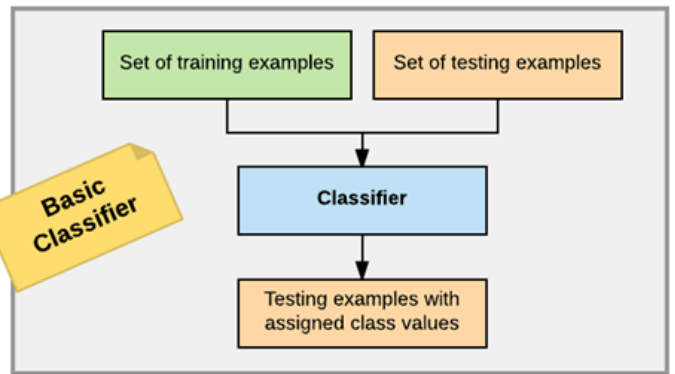 Set of training examples
Set of testing examples
Basic
Classifier
Classifier
Testing examples with
assigned class values